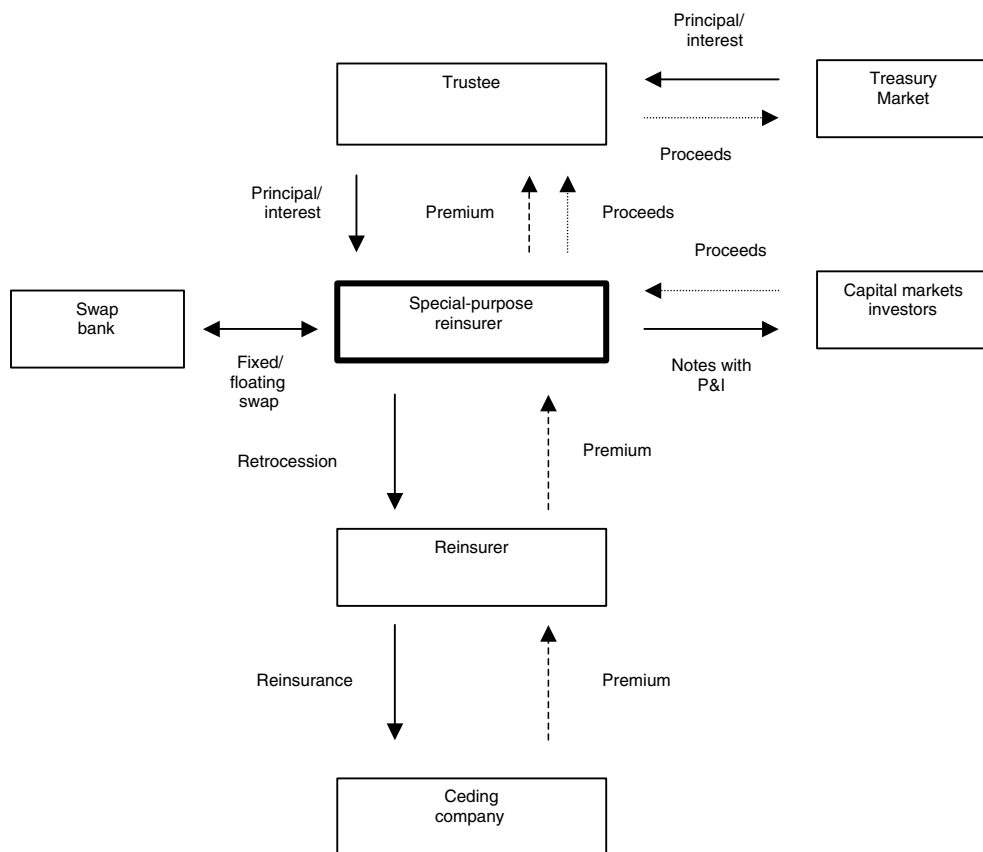 Principal/
interest
Trustee
Treasury
Market
Proceeds
Principal/
interest
Premium
Proceeds
Proceeds
Swap
bank
Special-purpose
reinsurer
Capital markets
investors
Fixed/
floating
swap
Notes with
P&I
Retrocession
Premium
Reinsurer
Reinsurance
Premium
Ceding
company